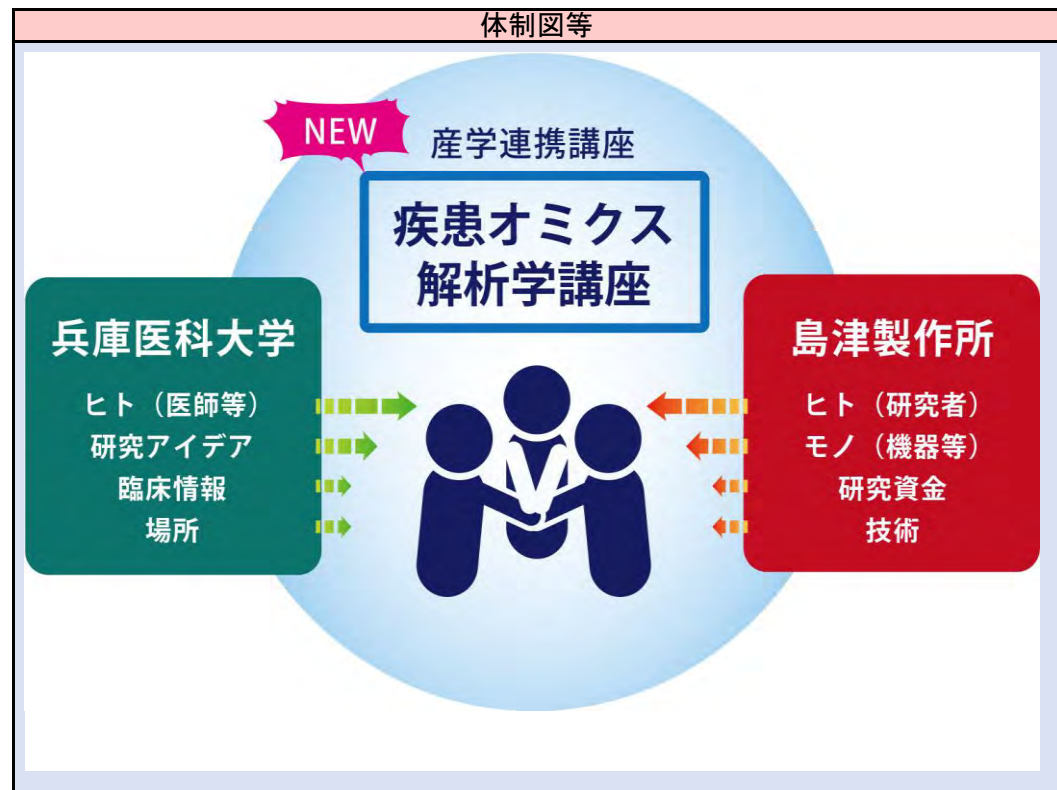 体制図等
NEW
産学連携講座
疾患オミクス
解析学講座
兵庫医科大学
ヒト（医師等）
研究アイデア
臨床情報
場所
島津製作所
ヒト（研究者）
モノ（機器等）
研究資金
技術